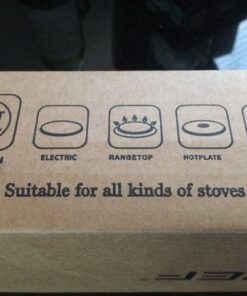 ELECTRIC RANGETOP HOTPLATE
Suitable for all kinds of stoves